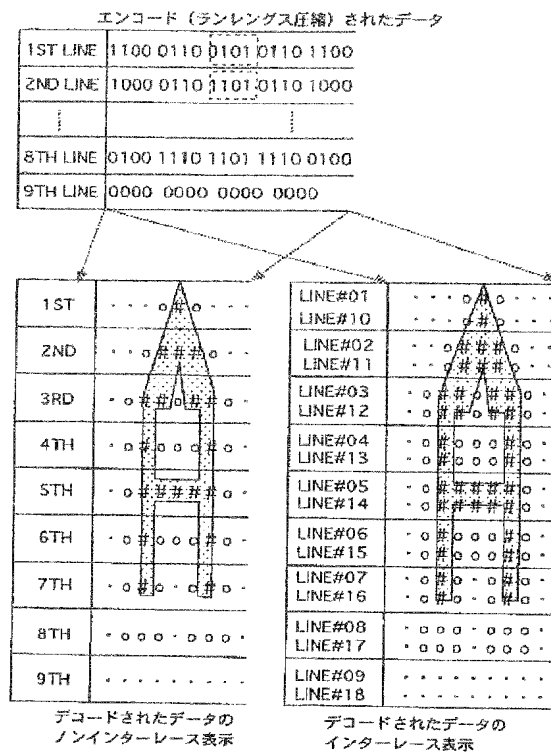 エンコード（ランレングス圧縮）されたデータ
1ST LINE 1100 0110 0101 0110 1100
2ND LINE 1000 0110 1101 0110 1000
8TH LINE 0100 1110 1101 1110 0100
9TH LINE 0000 0000 0000 0000
1ST · · · o # o · · ·
2ND · · o # # # o · ·
3RD · o # # o # # o ·
4TH · o # o o o # o ·
5TH · o # # # # # o ·
6TH · o # o o o # o ·
7TH · o # o · o # o ·
8TH · o o o · o o o ·
9TH · · · · · · · · ·
デコードされたデータの
ノンインターレース表示
LINE#01 · · · o # o · · ·
LINE#10 · · · o # o · · ·
LINE#02 · · o # # # o · ·
LINE#11 · · o # # # o · ·
LINE#03 · o # # o # # o ·
LINE#12 · o # # o # # o ·
LINE#04 · o # o o o # o ·
LINE#13 · o # o o o # o ·
LINE#05 · o # # # # # o ·
LINE#14 · o # # # # # o ·
LINE#06 · o # o o o # o ·
LINE#15 · o # o o o # o ·
LINE#07 · o # o · o # o ·
LINE#16 · o # o · o # o ·
LINE#08 · o o o · o o o ·
LINE#17 · o o o · o o o ·
LINE#09 · · · · · · · · ·
LINE#18 · · · · · · · · ·
デコードされたデータの
インターレース表示